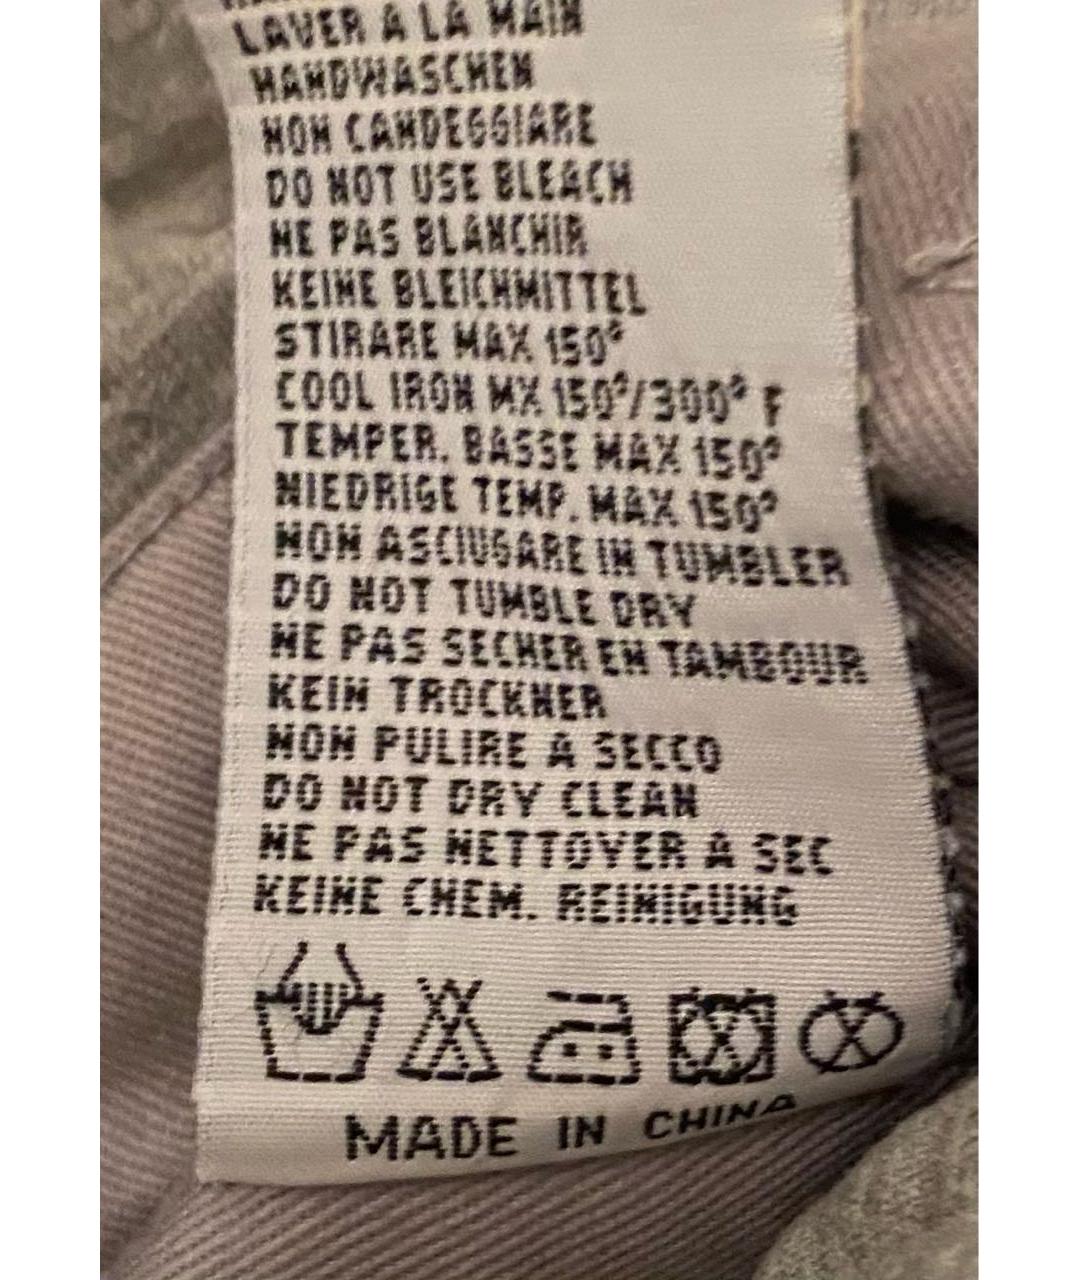 LAVER A LA MAIN
HANDWASCHEN
NON CANDEGGIARE
DO NOT USE BLEACH
NE PAS BLANCHIR
KEINE BLEICHMITTEL
STIRARE MAX 150°
COOL IRON MX 150°/300° F
TEMPER. BASSE MAX 150°
NIEDRIGE TEMP. MAX 150°
NON ASCIUGARE IN TUMBLER
DO NOT TUMBLE DRY
NE PAS SECHER EN TAMBOUR
KEIN TROCKNER
NON PULIRE A SECCO
DO NOT DRY CLEAN
NE PAS NETTOYER A SEC
KEINE CHEM. REINIGUNG
MADE IN CHINA